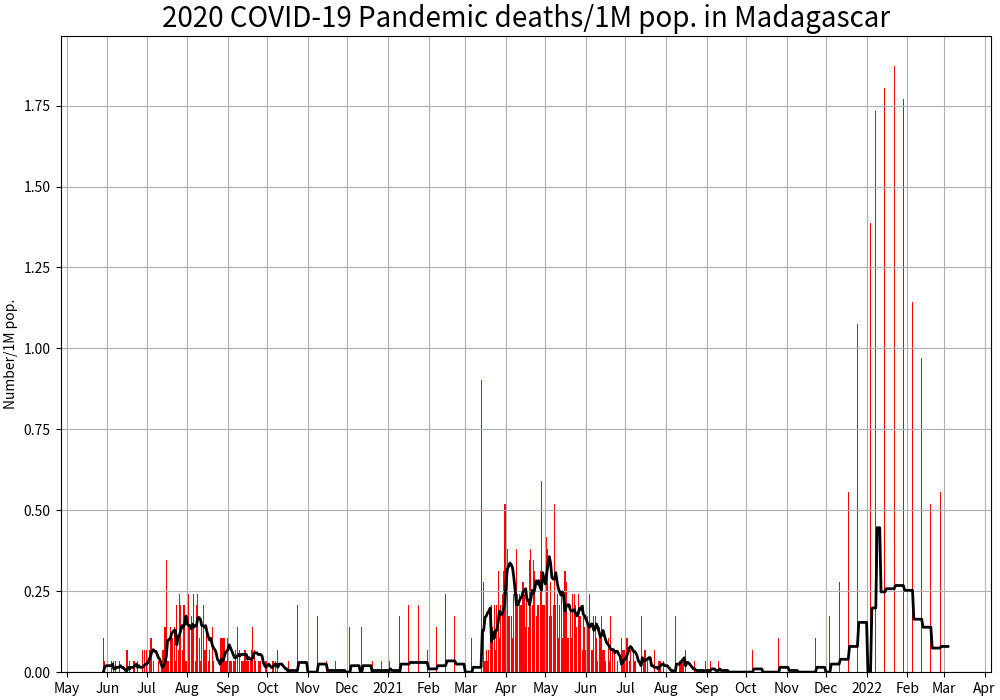 2020 COVID-19 Pandemic deaths/1M pop. in Madagascar
Number/1M pop.
1.75
1.50
1.25
1.00
0.75
0.50
0.25
0.00
May Jun Jul Aug Sep Oct Nov Dec 2021 Feb Mar Apr May Jun Jul Aug Sep Oct Nov Dec 2022 Feb Mar Apr